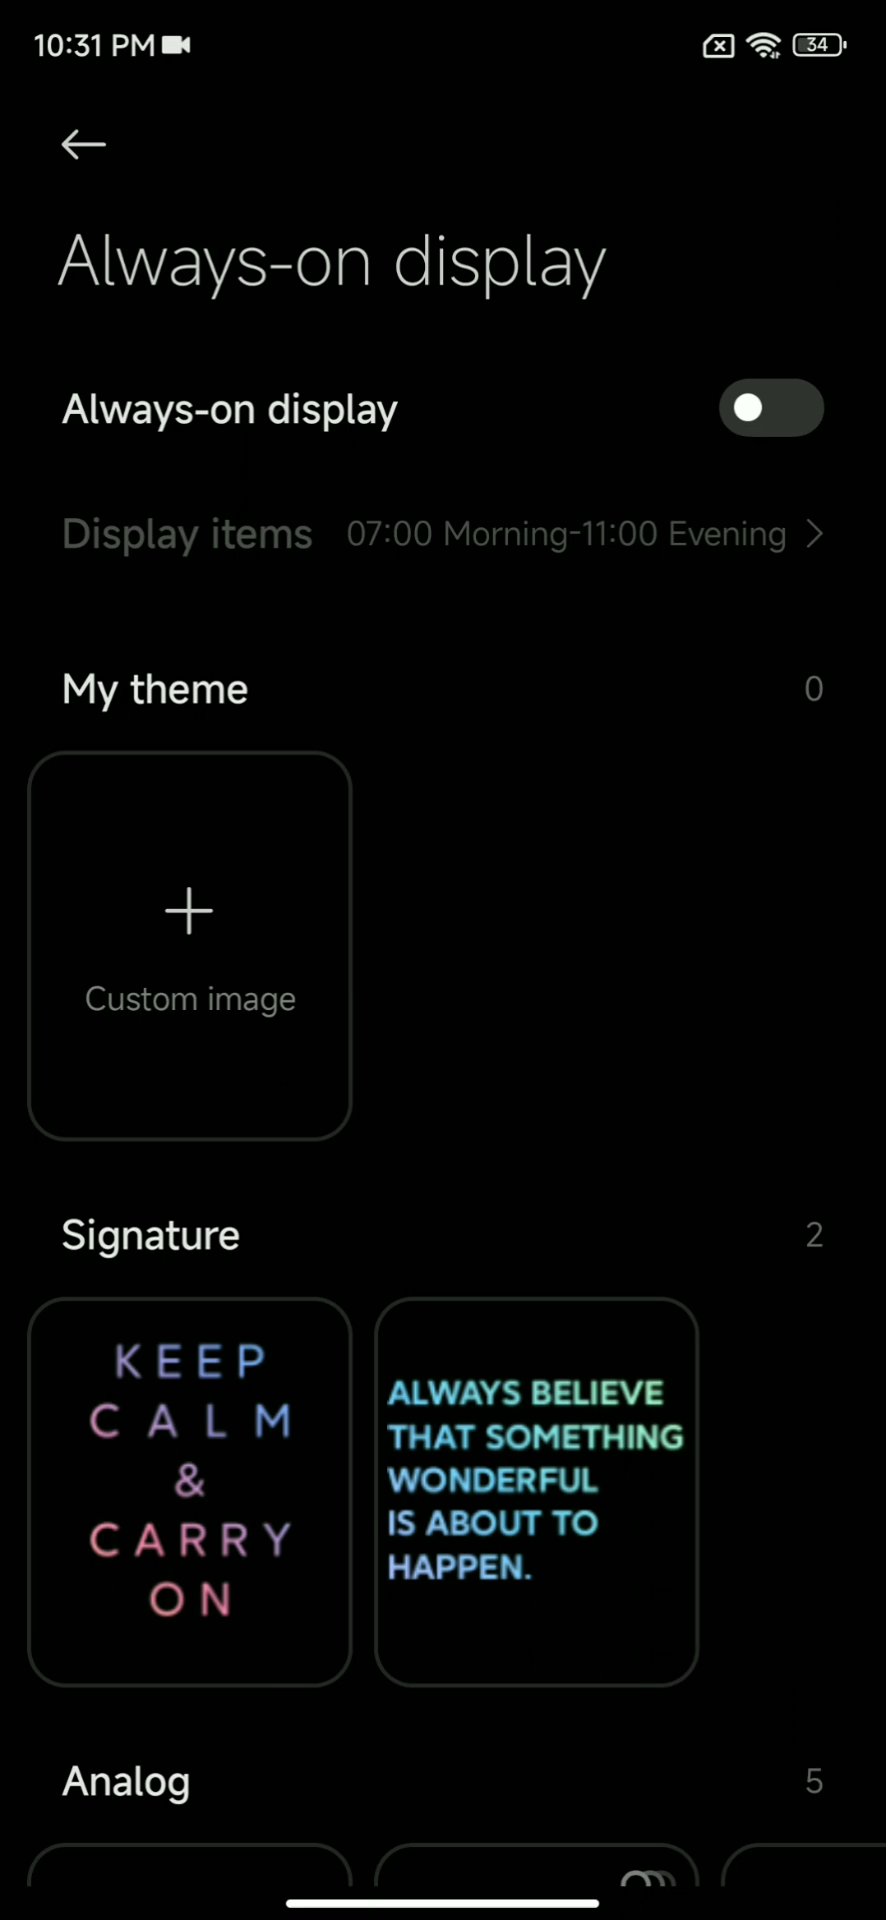 10:31 PM
34
Always-on display
Always-on display
Display items 07:00 Morning-11:00 Evening
My theme 0
Custom image
Signature 2
KEEP
CALM
&
CARRY
ON
ALWAYS BELIEVE
THAT SOMETHING
WONDERFUL
IS ABOUT TO
HAPPEN.
Analog 5